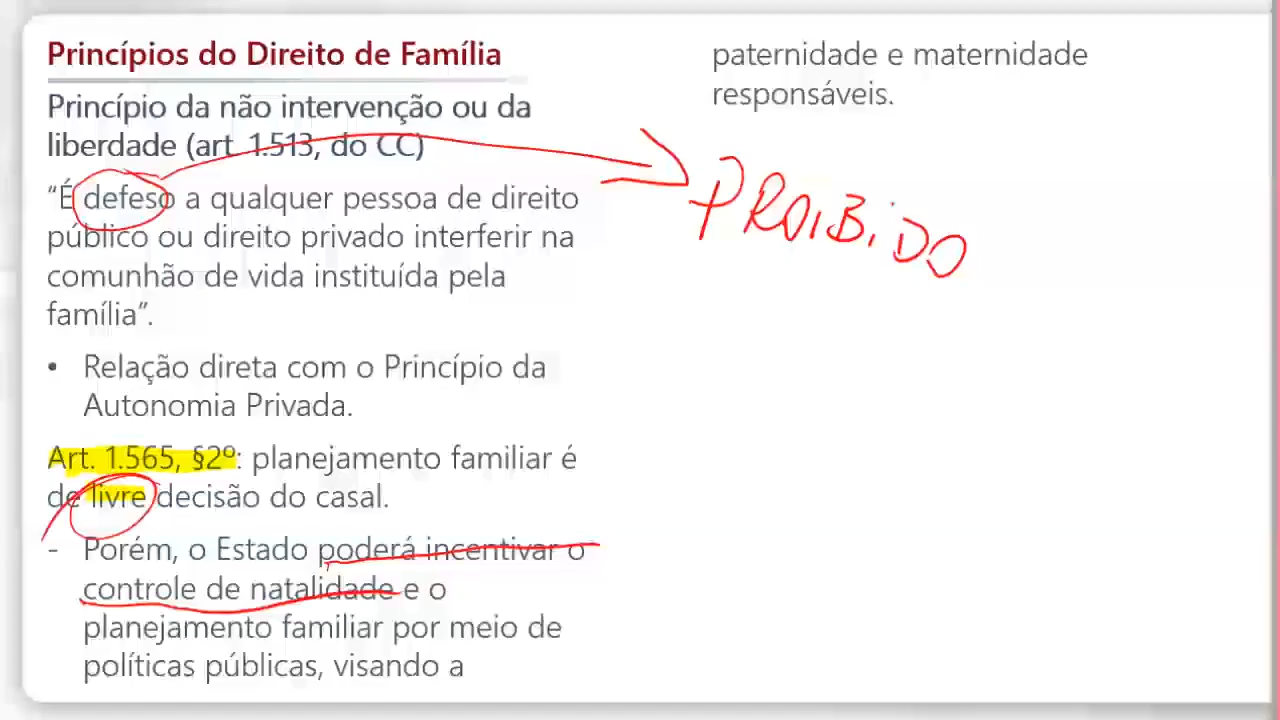 Princípios do Direito de Família
Princípio da não intervenção ou da
liberdade (art. 1.513, do CC)
“É defeso a qualquer pessoa de direito
público ou direito privado interferir na
comunhão de vida instituída pela
família”.
• Relação direta com o Princípio da
Autonomia Privada.
Art. 1.565, §2º: planejamento familiar é
de livre decisão do casal.
- Porém, o Estado poderá incentivar o
controle de natalidade e o
planejamento familiar por meio de
políticas públicas, visando a
paternidade e maternidade
responsáveis.
PROIBIDO